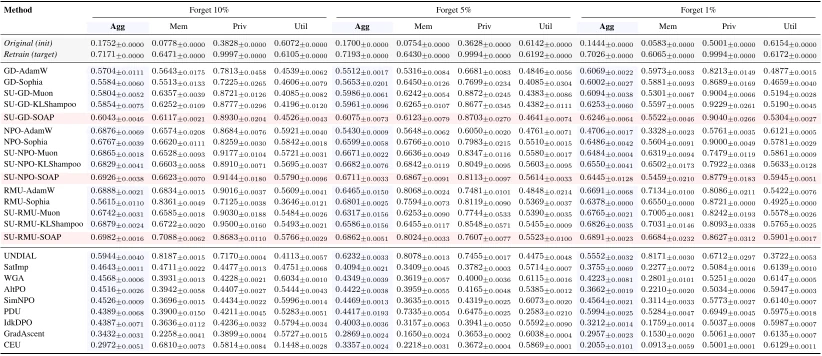 Method Forget 10% Forget 5% Forget 1%
Agg Mem Priv Util Agg Mem Priv Util Agg Mem Priv Util
Original (init) 0.1752±0.0000 0.0778±0.0000 0.3828±0.0000 0.6072±0.0000 0.1700±0.0000 0.0754±0.0000 0.3628±0.0000 0.6142±0.0000 0.1444±0.0000 0.0583±0.0000 0.5001±0.0000 0.6154±0.0000
Retrain (target) 0.7171±0.0000 0.6471±0.0000 0.9997±0.0000 0.6105±0.0000 0.7193±0.0000 0.6430±0.0000 0.9994±0.0000 0.6192±0.0000 0.7026±0.0000 0.6065±0.0000 0.9994±0.0000 0.6172±0.0000
GD-AdamW 0.5704±0.0111 0.5643±0.0175 0.7813±0.0458 0.4539±0.0062 0.5512±0.0017 0.5316±0.0084 0.6681±0.0083 0.4846±0.0056 0.6069±0.0022 0.5973±0.0083 0.8213±0.0149 0.4877±0.0015
GD-Sophia 0.5584±0.0060 0.5513±0.0133 0.7225±0.0265 0.4606±0.0079 0.5653±0.0201 0.5450±0.0126 0.7699±0.0234 0.4785±0.0304 0.6002±0.0027 0.5881±0.0093 0.8689±0.0169 0.4659±0.0040
SU-GD-Muon 0.5804±0.0052 0.6357±0.0039 0.8721±0.0126 0.4085±0.0082 0.5986±0.0061 0.6242±0.0054 0.8872±0.0245 0.4383±0.0086 0.6094±0.0038 0.5301±0.0067 0.9004±0.0066 0.5194±0.0028
SU-GD-KLShampoo 0.5854±0.0075 0.6252±0.0109 0.8777±0.0296 0.4196±0.0120 0.5961±0.0096 0.6265±0.0107 0.8677±0.0345 0.4382±0.0111 0.6253±0.0060 0.5597±0.0005 0.9229±0.0261 0.5190±0.0045
SU-GD-SOAP 0.6043±0.0046 0.6117±0.0021 0.8930±0.0204 0.4526±0.0043 0.6075±0.0073 0.6123±0.0079 0.8703±0.0270 0.4641±0.0074 0.6246±0.0064 0.5522±0.0046 0.9040±0.0266 0.5304±0.0027
NPO-AdamW 0.6876±0.0069 0.6574±0.0208 0.8684±0.0076 0.5921±0.0040 0.5430±0.0009 0.5648±0.0062 0.6050±0.0020 0.4761±0.0071 0.4706±0.0017 0.3328±0.0023 0.5761±0.0035 0.6121±0.0005
NPO-Sophia 0.6767±0.0039 0.6620±0.0111 0.8259±0.0030 0.5842±0.0018 0.6599±0.0058 0.6766±0.0010 0.7983±0.0215 0.5510±0.0015 0.6486±0.0042 0.5604±0.0091 0.9000±0.0049 0.5781±0.0029
SU-NPO-Muon 0.6865±0.0018 0.6528±0.0093 0.9177±0.0104 0.5721±0.0031 0.6671±0.0022 0.6636±0.0049 0.8347±0.0116 0.5580±0.0017 0.6484±0.0004 0.6319±0.0094 0.7479±0.0119 0.5861±0.0009
SU-NPO-KLShampoo 0.6829±0.0041 0.6603±0.0058 0.8910±0.0071 0.5695±0.0037 0.6682±0.0076 0.6842±0.0119 0.8049±0.0095 0.5603±0.0095 0.6550±0.0041 0.6502±0.0173 0.7922±0.0368 0.5633±0.0128
SU-NPO-SOAP 0.6926±0.0038 0.6623±0.0070 0.9144±0.0180 0.5790±0.0096 0.6711±0.0033 0.6867±0.0091 0.8113±0.0097 0.5614±0.0033 0.6445±0.0128 0.5459±0.0210 0.8779±0.0183 0.5945±0.0051
RMU-AdamW 0.6888±0.0021 0.6834±0.0015 0.9016±0.0037 0.5609±0.0041 0.6465±0.0150 0.8068±0.0024 0.7481±0.0101 0.4848±0.0214 0.6691±0.0068 0.7134±0.0100 0.8086±0.0211 0.5422±0.0076
RMU-Sophia 0.5615±0.0110 0.8361±0.0049 0.7125±0.0038 0.3646±0.0121 0.6801±0.0025 0.7594±0.0073 0.8119±0.0090 0.5369±0.0037 0.6378±0.0000 0.6550±0.0000 0.8721±0.0000 0.4925±0.0000
SU-RMU-Muon 0.6742±0.0031 0.6585±0.0018 0.9030±0.0188 0.5484±0.0026 0.6317±0.0156 0.6253±0.0090 0.7744±0.0533 0.5390±0.0035 0.6765±0.0021 0.7005±0.0081 0.8242±0.0193 0.5578±0.0026
SU-RMU-KLShampoo 0.6879±0.0024 0.6722±0.0020 0.9500±0.0160 0.5493±0.0021 0.6586±0.0156 0.6455±0.0117 0.8548±0.0571 0.5455±0.0009 0.6826±0.0035 0.7031±0.0146 0.8093±0.0338 0.5765±0.0025
SU-RMU-SOAP 0.6982±0.0016 0.7088±0.0062 0.8683±0.0110 0.5766±0.0029 0.6862±0.0051 0.8024±0.0033 0.7607±0.0077 0.5523±0.0100 0.6891±0.0023 0.6684±0.0232 0.8627±0.0312 0.5901±0.0017
UNDIAL 0.5944±0.0040 0.8187±0.0015 0.7170±0.0004 0.4113±0.0057 0.6232±0.0033 0.8078±0.0013 0.7455±0.0017 0.4475±0.0048 0.5552±0.0032 0.8171±0.0030 0.6712±0.0297 0.3722±0.0053
SatImp 0.4643±0.0011 0.4711±0.0022 0.4477±0.0013 0.4751±0.0068 0.4094±0.0021 0.3409±0.0045 0.3782±0.0003 0.5714±0.0007 0.3755±0.0069 0.2277±0.0072 0.5084±0.0016 0.6139±0.0010
WGA 0.4568±0.0006 0.3931±0.0013 0.4228±0.0021 0.6034±0.0010 0.4349±0.0039 0.3619±0.0057 0.4000±0.0036 0.6115±0.0016 0.4223±0.0001 0.2801±0.0101 0.5251±0.0020 0.6147±0.0005
AltPO 0.4515±0.0026 0.3942±0.0058 0.4407±0.0027 0.5444±0.0043 0.4422±0.0038 0.3959±0.0055 0.4165±0.0048 0.5385±0.0012 0.3662±0.0019 0.2210±0.0020 0.5034±0.0006 0.5947±0.0003
SimNPO 0.4526±0.0009 0.3696±0.0015 0.4434±0.0022 0.5996±0.0014 0.4469±0.0013 0.3635±0.0015 0.4319±0.0025 0.6073±0.0020 0.4564±0.0021 0.3114±0.0033 0.5773±0.0027 0.6140±0.0007
PDU 0.4389±0.0068 0.3900±0.0150 0.4211±0.0045 0.5283±0.0051 0.4417±0.0193 0.7335±0.0054 0.6475±0.0025 0.2583±0.0210 0.5994±0.0025 0.5284±0.0047 0.6949±0.0045 0.5975±0.0018
IdkDPO 0.4387±0.0071 0.3636±0.0112 0.4236±0.0032 0.5794±0.0034 0.4003±0.0036 0.3157±0.0063 0.3941±0.0050 0.5592±0.0090 0.3212±0.0014 0.1759±0.0014 0.5037±0.0008 0.5987±0.0007
GradAscent 0.3432±0.0031 0.2258±0.0041 0.3899±0.0004 0.5727±0.0015 0.2869±0.0024 0.1650±0.0024 0.3653±0.0002 0.6038±0.0004 0.2957±0.0023 0.1530±0.0020 0.5061±0.0007 0.6135±0.0007
CEU 0.2972±0.0051 0.6810±0.0073 0.5814±0.0084 0.1448±0.0028 0.3357±0.0024 0.2218±0.0031 0.3672±0.0004 0.5869±0.0001 0.2055±0.0101 0.0913±0.0059 0.5001±0.0001 0.6129±0.0011